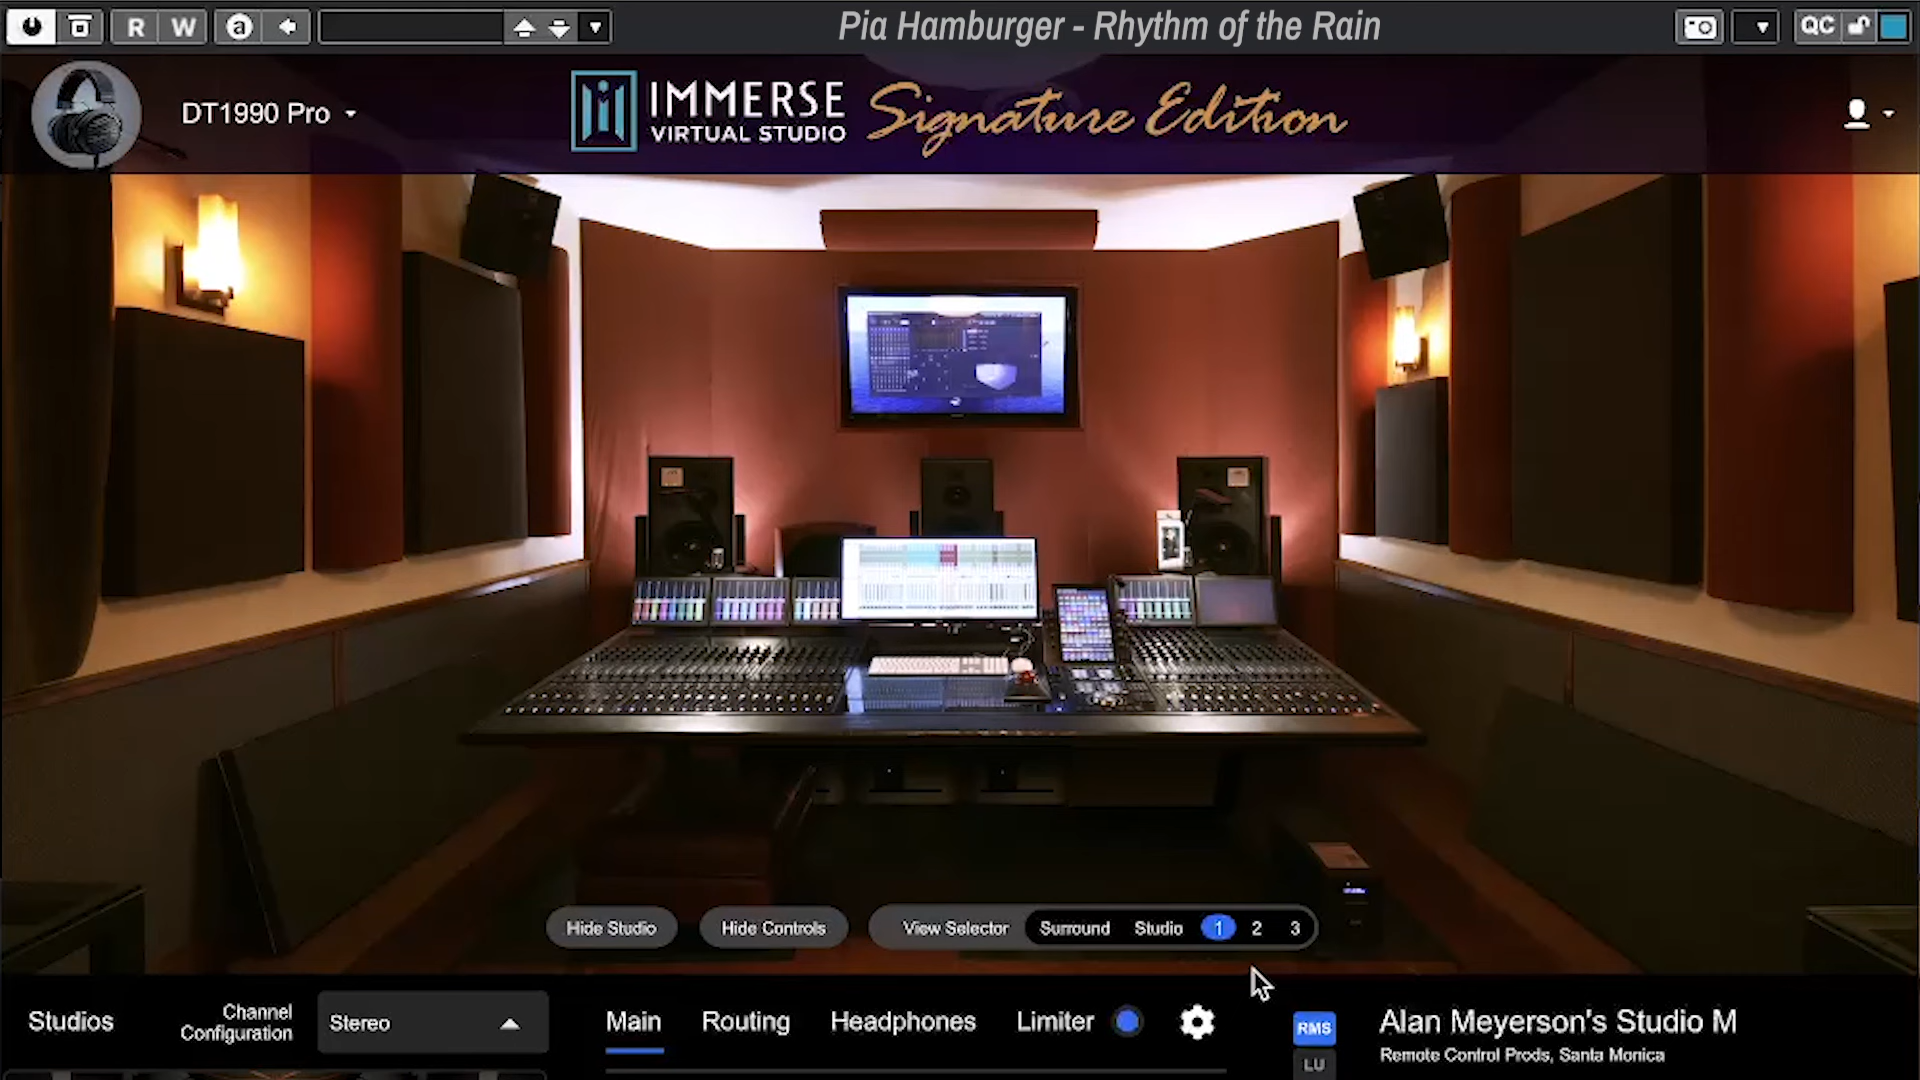 R W a QC
Pia Hamburger - Rhythm of the Rain
DT1990 Pro
IMMERSE
VIRTUAL STUDIO
Signature Edition
Hide Studio
Hide Controls
View Selector
Surround
Studio
1
2
3
Studios
Channel
Configuration
Stereo
Main
Routing
Headphones
Limiter
RMS
LU
Alan Meyerson's Studio M
Remote Control Prods, Santa Monica